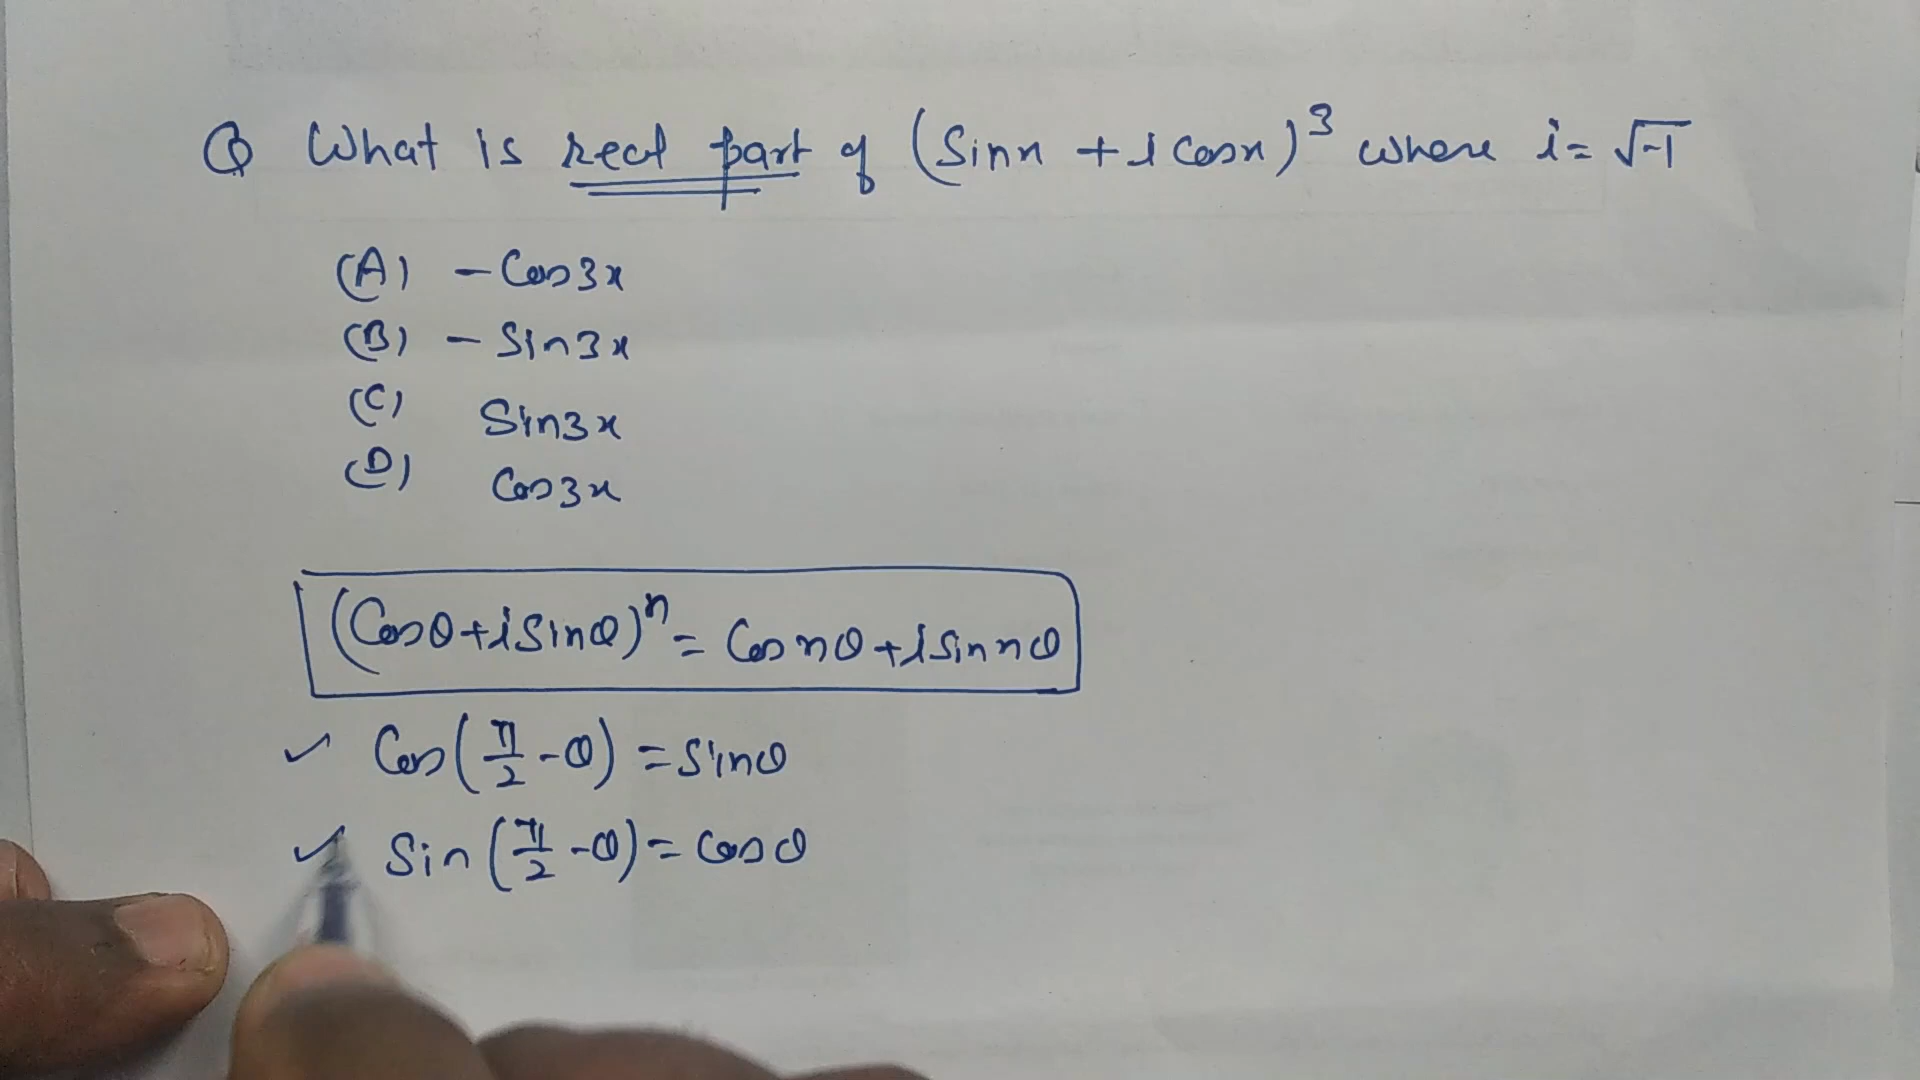 Q What is real part of (Sinx + i Cosx)³ where i = √-1
(A) - Cos3x
(B) - Sin3x
(C) Sin3x
(D) Cos3x
(Cosθ + i Sinθ)ⁿ = Cos nθ + i Sin nθ
✓ Cos(π/2 - θ) = Sinθ
✓ Sin(π/2 - θ) = Cosθ